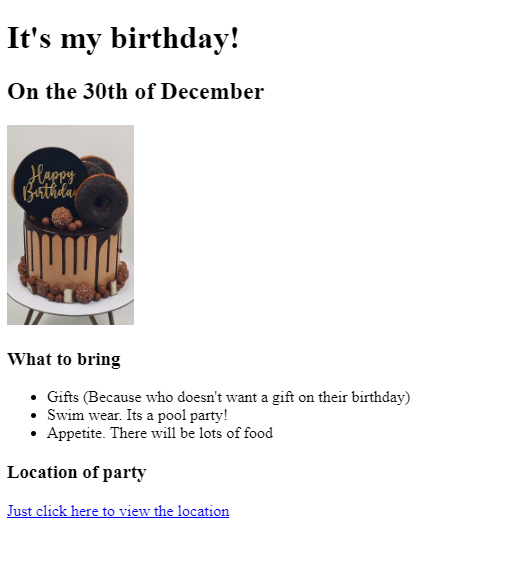 It's my birthday!
On the 30th of December
Happy
Birthday
What to bring
Gifts (Because who doesn't want a gift on their birthday)
Swim wear. Its a pool party!
Appetite. There will be lots of food
Location of party
Just click here to view the location